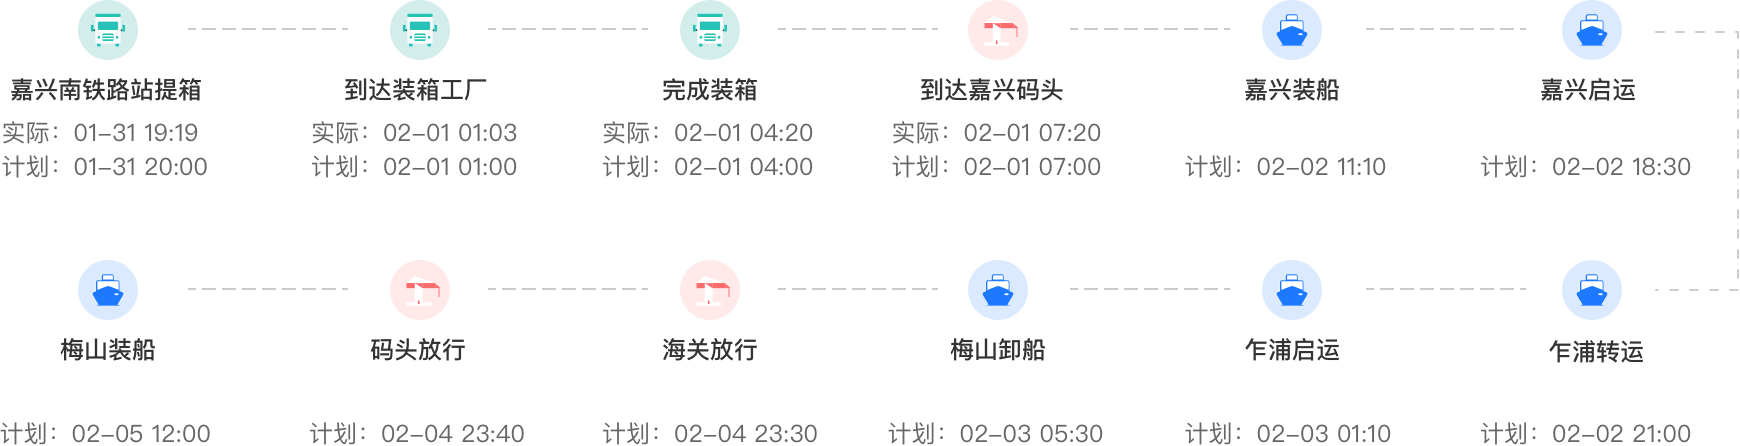 嘉兴南铁路站提箱
到达装箱工厂
完成装箱
到达嘉兴码头
嘉兴装船
嘉兴启运
实际：01-31 19:19
实际：02-01 01:03
实际：02-01 04:20
实际：02-01 07:20
计划：01-31 20:00
计划：02-01 01:00
计划：02-01 04:00
计划：02-01 07:00
计划：02-02 11:10
计划：02-02 18:30
梅山装船
码头放行
海关放行
梅山卸船
乍浦启运
乍浦转运
计划：02-05 12:00
计划：02-04 23:40
计划：02-04 23:30
计划：02-03 05:30
计划：02-03 01:10
计划：02-02 21:00